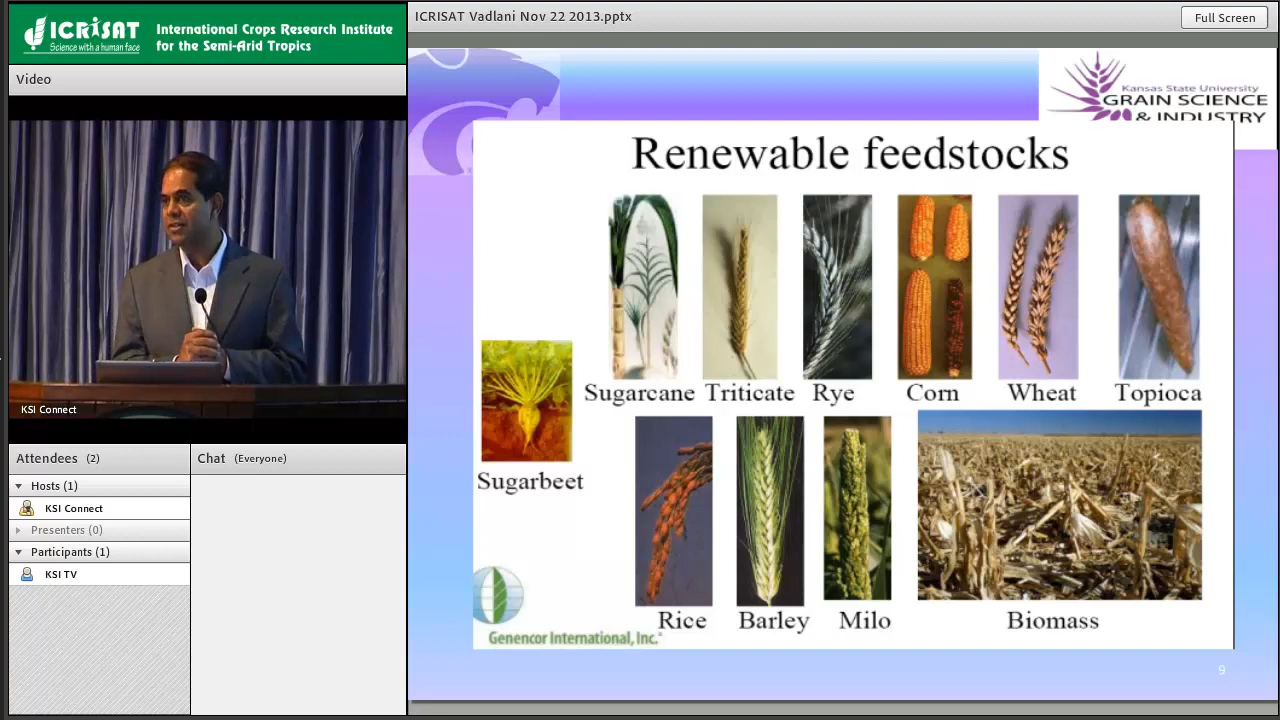 ICRISAT
Science with a human face
International Crops Research Institute
for the Semi-Arid Tropics
ICRISAT Vadlani Nov 22 2013.pptx
Full Screen
Video
KSI Connect
Attendees (2)
Hosts (1)
KSI Connect
Presenters (0)
Participants (1)
KSI TV
Chat (Everyone)
Kansas State University
GRAIN SCIENCE
& INDUSTRY
Renewable feedstocks
Sugarcane Triticate Rye Corn Wheat Topioca
Sugarbeet
Rice Barley Milo Biomass
Genencor International, Inc.
9